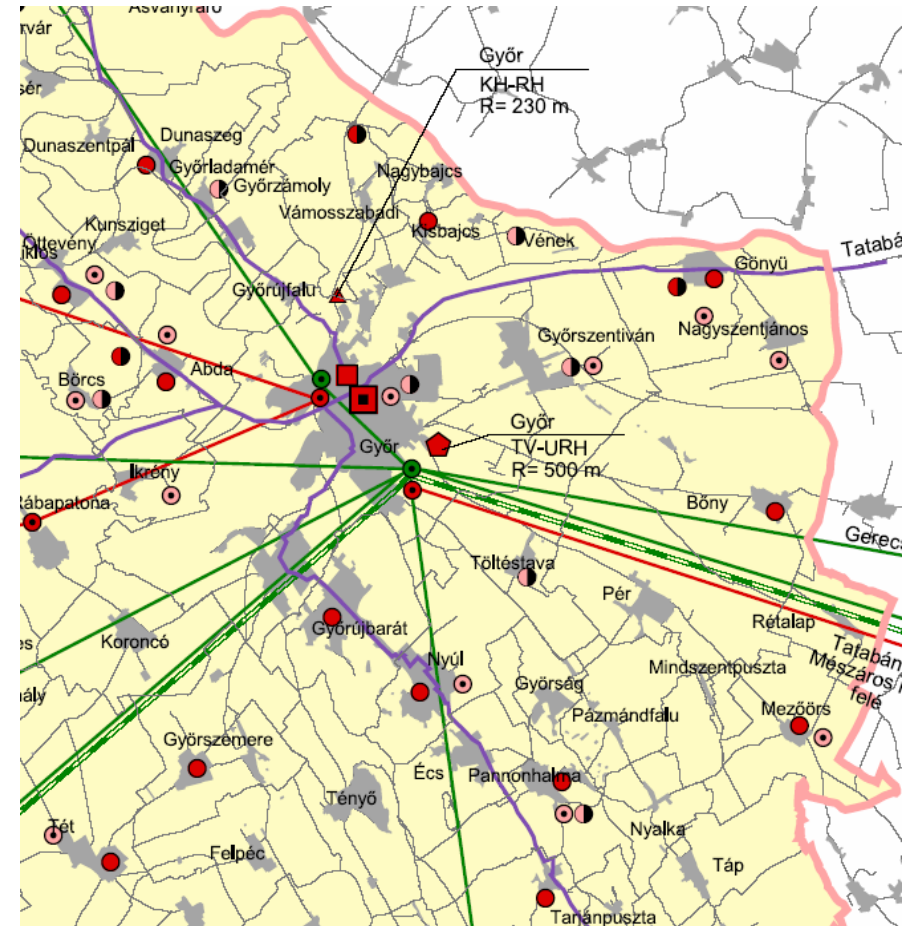 Ásványráró
Győr
KH-RH
R= 230 m
Dunaszentpál
Dunaszeg
Győrladamér
Győrzámoly
Nagybajcs
Vámosszabadi
Kisbajcs
Kunsziget
Öttevény
Vének
Tatabá
Gönyü
Győrújfalu
Győrszentiván
Nagyszentjános
Abda
Börcs
Győr
Győr
TV-URH
R= 500 m
Ikrény
Rábapatona
Bőny
Gerecs
Töltéstava
Pér
Rétalap
Koroncó
Győrújbarát
Nyúl
Mindszentpuszta
Tatabán
Mészáros
felé
Győrság
Pázmándfalu
Mezőörs
Győrszemere
Écs
Pannonhalma
Tényő
Tét
Nyalka
Felpéc
Táp
Tarjánpuszta